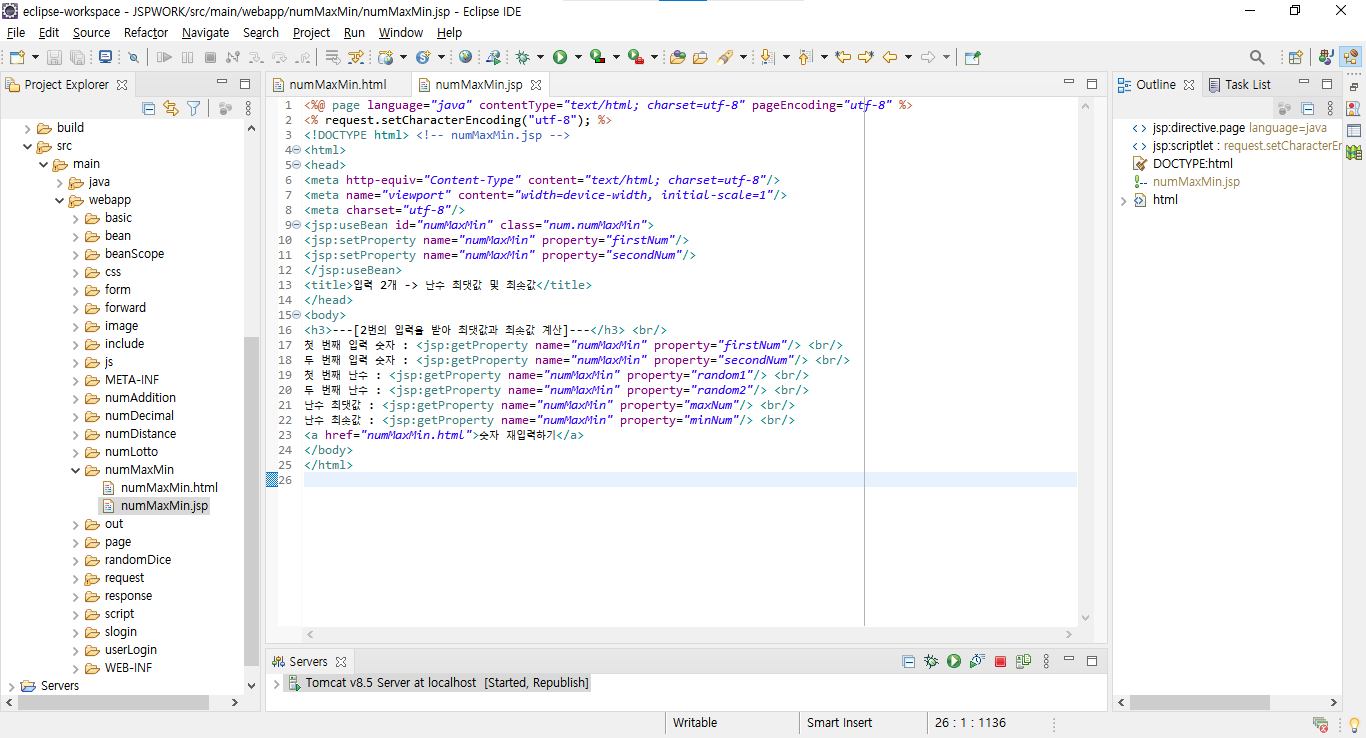 eclipse-workspace - JSPWORK/src/main/webapp/numMaxMin/numMaxMin.jsp - Eclipse IDE
File Edit Source Refactor Navigate Search Project Run Window Help
Project Explorer
build
src
main
java
webapp
basic
bean
beanScope
css
form
forward
image
include
js
META-INF
numAddition
numDecimal
numDistance
numLotto
numMaxMin
numMaxMin.html
numMaxMin.jsp
out
page
randomDice
request
response
script
slogin
userLogin
WEB-INF
Servers
numMaxMin.html numMaxMin.jsp
1 <%@ page language="java" contentType="text/html; charset=utf-8" pageEncoding="utf-8" %>
2 <% request.setCharacterEncoding("utf-8"); %>
3 <!DOCTYPE html> <!-- numMaxMin.jsp -->
4 <html>
5 <head>
6 <meta http-equiv="Content-Type" content="text/html; charset=utf-8"/>
7 <meta name="viewport" content="width=device-width, initial-scale=1"/>
8 <meta charset="utf-8"/>
9 <jsp:useBean id="numMaxMin" class="num.numMaxMin">
10 <jsp:setProperty name="numMaxMin" property="firstNum"/>
11 <jsp:setProperty name="numMaxMin" property="secondNum"/>
12 </jsp:useBean>
13 <title>입력 2개 -> 난수 최댓값 및 최솟값</title>
14 </head>
15 <body>
16 <h3>---[2번의 입력을 받아 최댓값과 최솟값 계산]---</h3> <br/>
17 첫 번째 입력 숫자 : <jsp:getProperty name="numMaxMin" property="firstNum"/> <br/>
18 두 번째 입력 숫자 : <jsp:getProperty name="numMaxMin" property="secondNum"/> <br/>
19 첫 번째 난수 : <jsp:getProperty name="numMaxMin" property="random1"/> <br/>
20 두 번째 난수 : <jsp:getProperty name="numMaxMin" property="random2"/> <br/>
21 난수 최댓값 : <jsp:getProperty name="numMaxMin" property="maxNum"/> <br/>
22 난수 최솟값 : <jsp:getProperty name="numMaxMin" property="minNum"/> <br/>
23 <a href="numMaxMin.html">숫자 재입력하기</a>
24 </body>
25 </html>
26
Servers
Tomcat v8.5 Server at localhost [Started, Republish]
Outline Task List
jsp:directive.page language=java
jsp:scriptlet : request.setCharacterEr
DOCTYPE:html
numMaxMin.jsp
html
Writable Smart Insert 26 : 1 : 1136